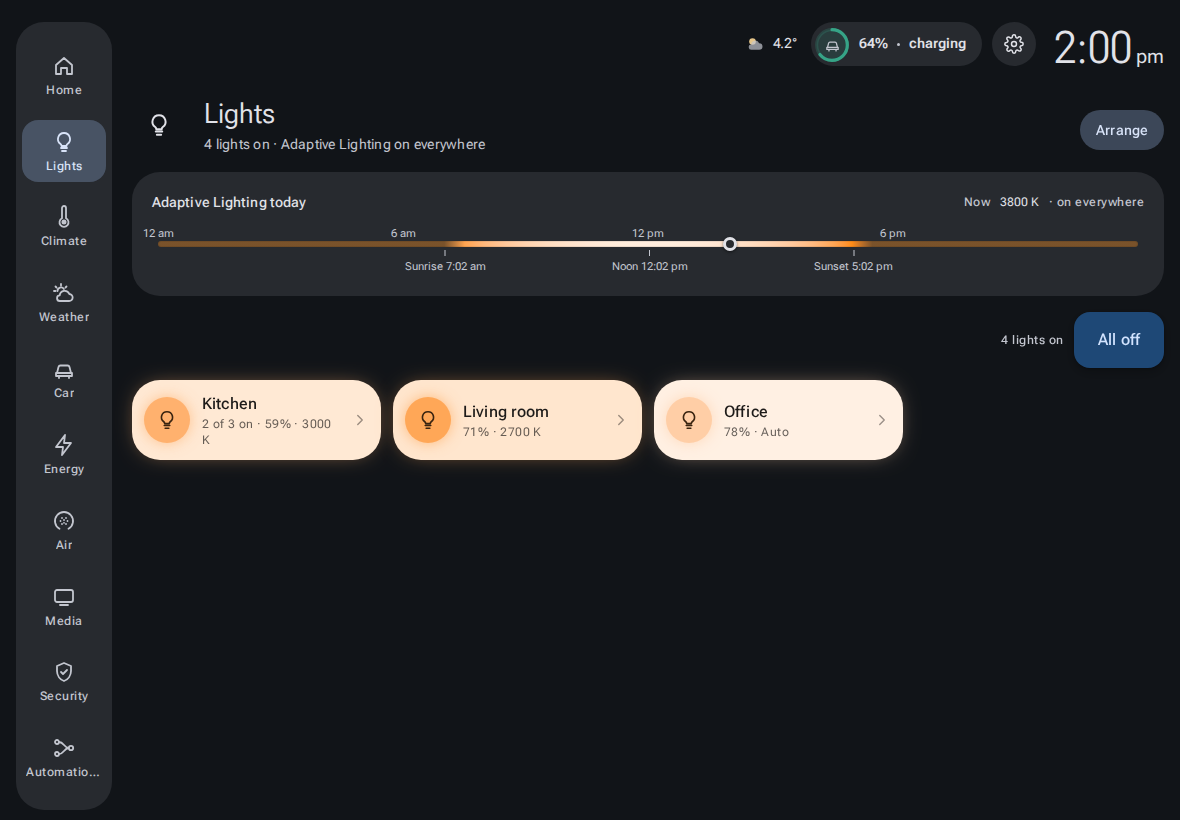 4.2°
64% · charging
2:00 pm
Home
Lights
Climate
Weather
Car
Energy
Air
Media
Security
Automatio...
Lights
4 lights on · Adaptive Lighting on everywhere
Arrange
Adaptive Lighting today
Now 3800 K · on everywhere
12 am
6 am
12 pm
6 pm
Sunrise 7:02 am
Noon 12:02 pm
Sunset 5:02 pm
4 lights on
All off
Kitchen
2 of 3 on · 59% · 3000
K
Living room
71% · 2700 K
Office
78% · Auto